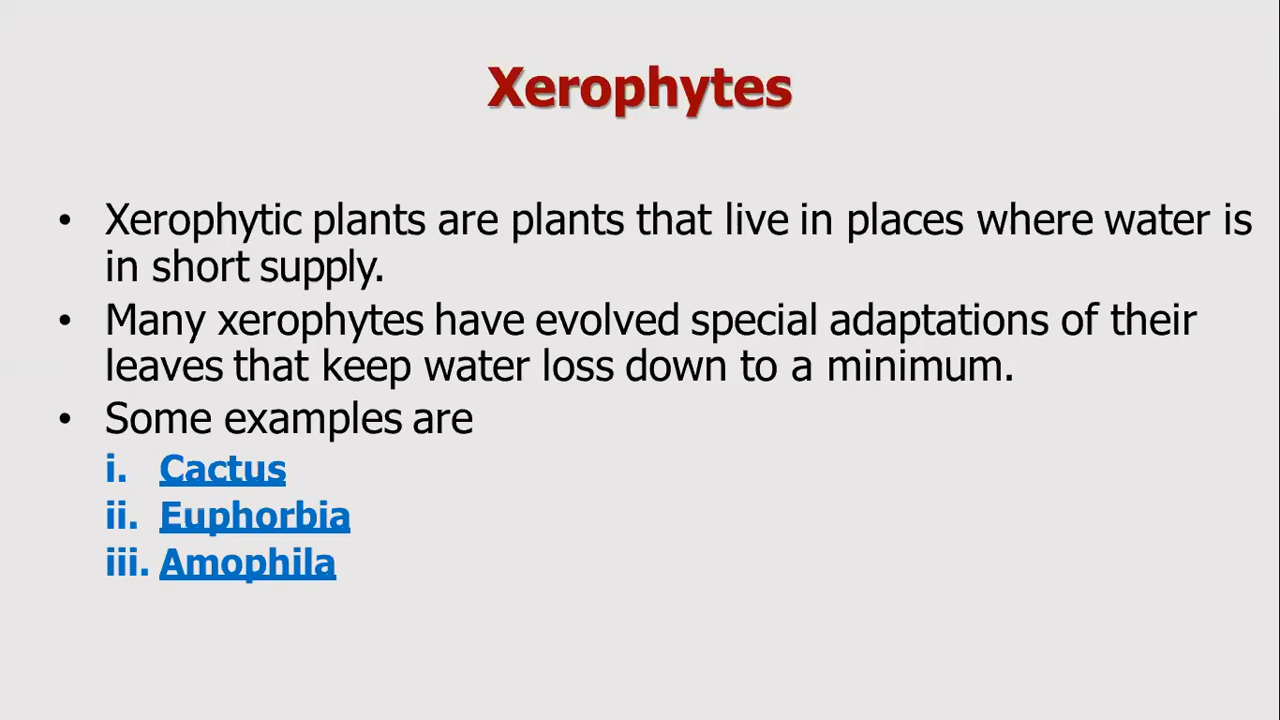 Xerophytes
• Xerophytic plants are plants that live in places where water is
in short supply.
• Many xerophytes have evolved special adaptations of their
leaves that keep water loss down to a minimum.
• Some examples are
i. Cactus
ii. Euphorbia
iii. Amophila